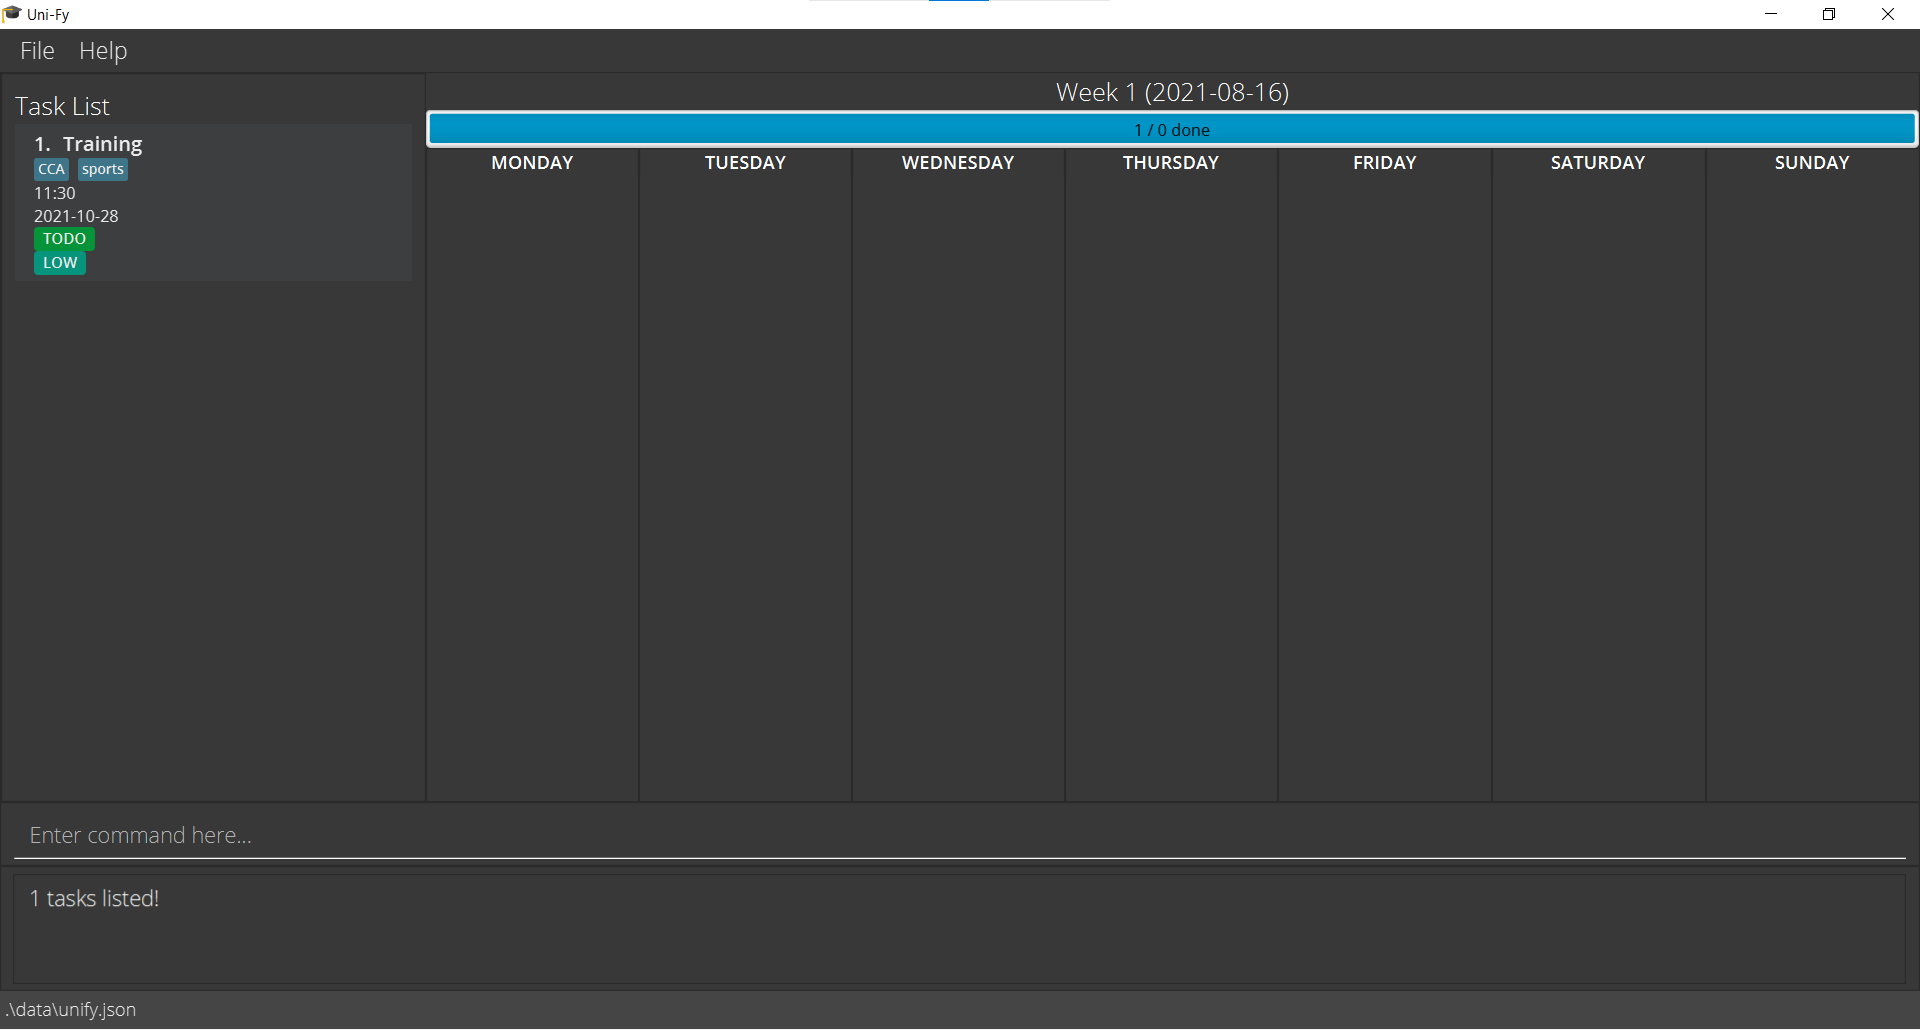 Uni-Fy
File Help
Task List
1. Training
CCA sports
11:30
2021-10-28
TODO
LOW
Week 1 (2021-08-16)
1 / 0 done
MONDAY TUESDAY WEDNESDAY THURSDAY FRIDAY SATURDAY SUNDAY
Enter command here...
1 tasks listed!
.\data\unify.json